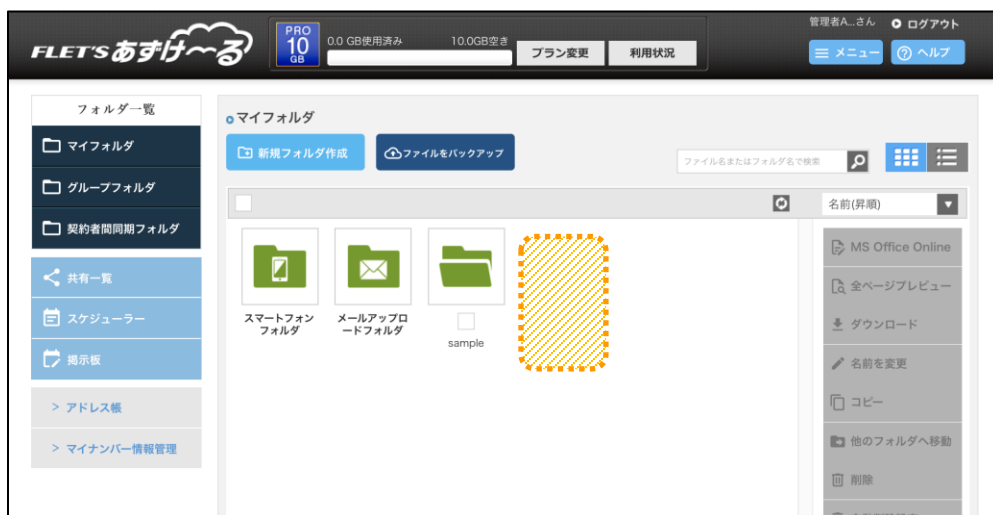 FLET'S あずけ～る
PRO
10
GB
0.0 GB使用済み
10.0GB空き
プラン変更
利用状況
管理者A...さん
ログアウト
メニュー
ヘルプ
フォルダ一覧
マイフォルダ
グループフォルダ
契約者間同期フォルダ
共有一覧
スケジューラー
掲示板
> アドレス帳
> マイナンバー情報管理
マイフォルダ
新規フォルダ作成
ファイルをバックアップ
ファイル名またはフォルダ名で検索
名前(昇順)
スマートフォン
フォルダ
メールアップロ
ードフォルダ
sample
MS Office Online
全ページプレビュー
ダウンロード
名前を変更
コピー
他のフォルダへ移動
削除